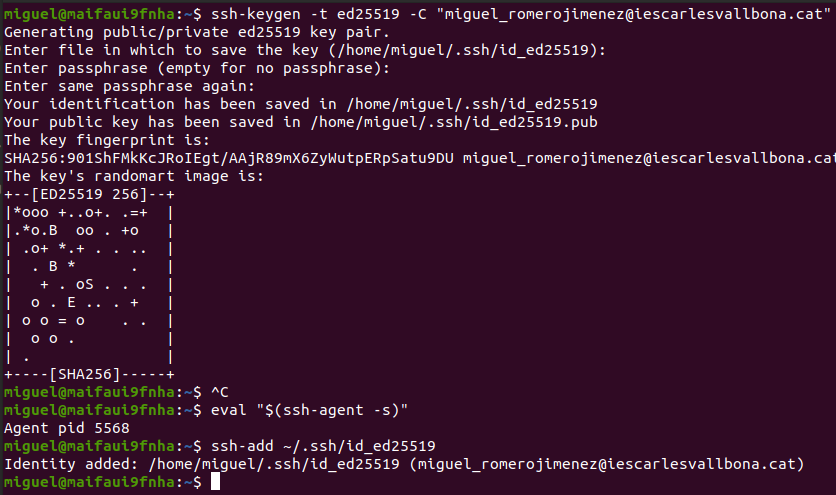 miguel@maifaui9fnha:~$ ssh-keygen -t ed25519 -C "miguel_romerojimenez@iescarlesvallbona.cat"
Generating public/private ed25519 key pair.
Enter file in which to save the key (/home/miguel/.ssh/id_ed25519):
Enter passphrase (empty for no passphrase):
Enter same passphrase again:
Your identification has been saved in /home/miguel/.ssh/id_ed25519
Your public key has been saved in /home/miguel/.ssh/id_ed25519.pub
The key fingerprint is:
SHA256:901ShFMkKcJRoIEgt/AAjR89mX6ZyWutpERpSatu9DU miguel_romerojimenez@iescarlesvallbona.cat
The key's randomart image is:
+--[ED25519 256]--+
|*ooo +..o+. .=+  |
|.*o.B  oo . +o   |
| .o+ *.+ . . ..  |
|  . B *      .   |
|   + . oS . . .  |
|  o . E .. . +   |
| o o = o    . .  |
|  o o .          |
| .               |
+----[SHA256]-----+
miguel@maifaui9fnha:~$ ^C
miguel@maifaui9fnha:~$ eval "$(ssh-agent -s)"
Agent pid 5568
miguel@maifaui9fnha:~$ ssh-add ~/.ssh/id_ed25519
Identity added: /home/miguel/.ssh/id_ed25519 (miguel_romerojimenez@iescarlesvallbona.cat)
miguel@maifaui9fnha:~$